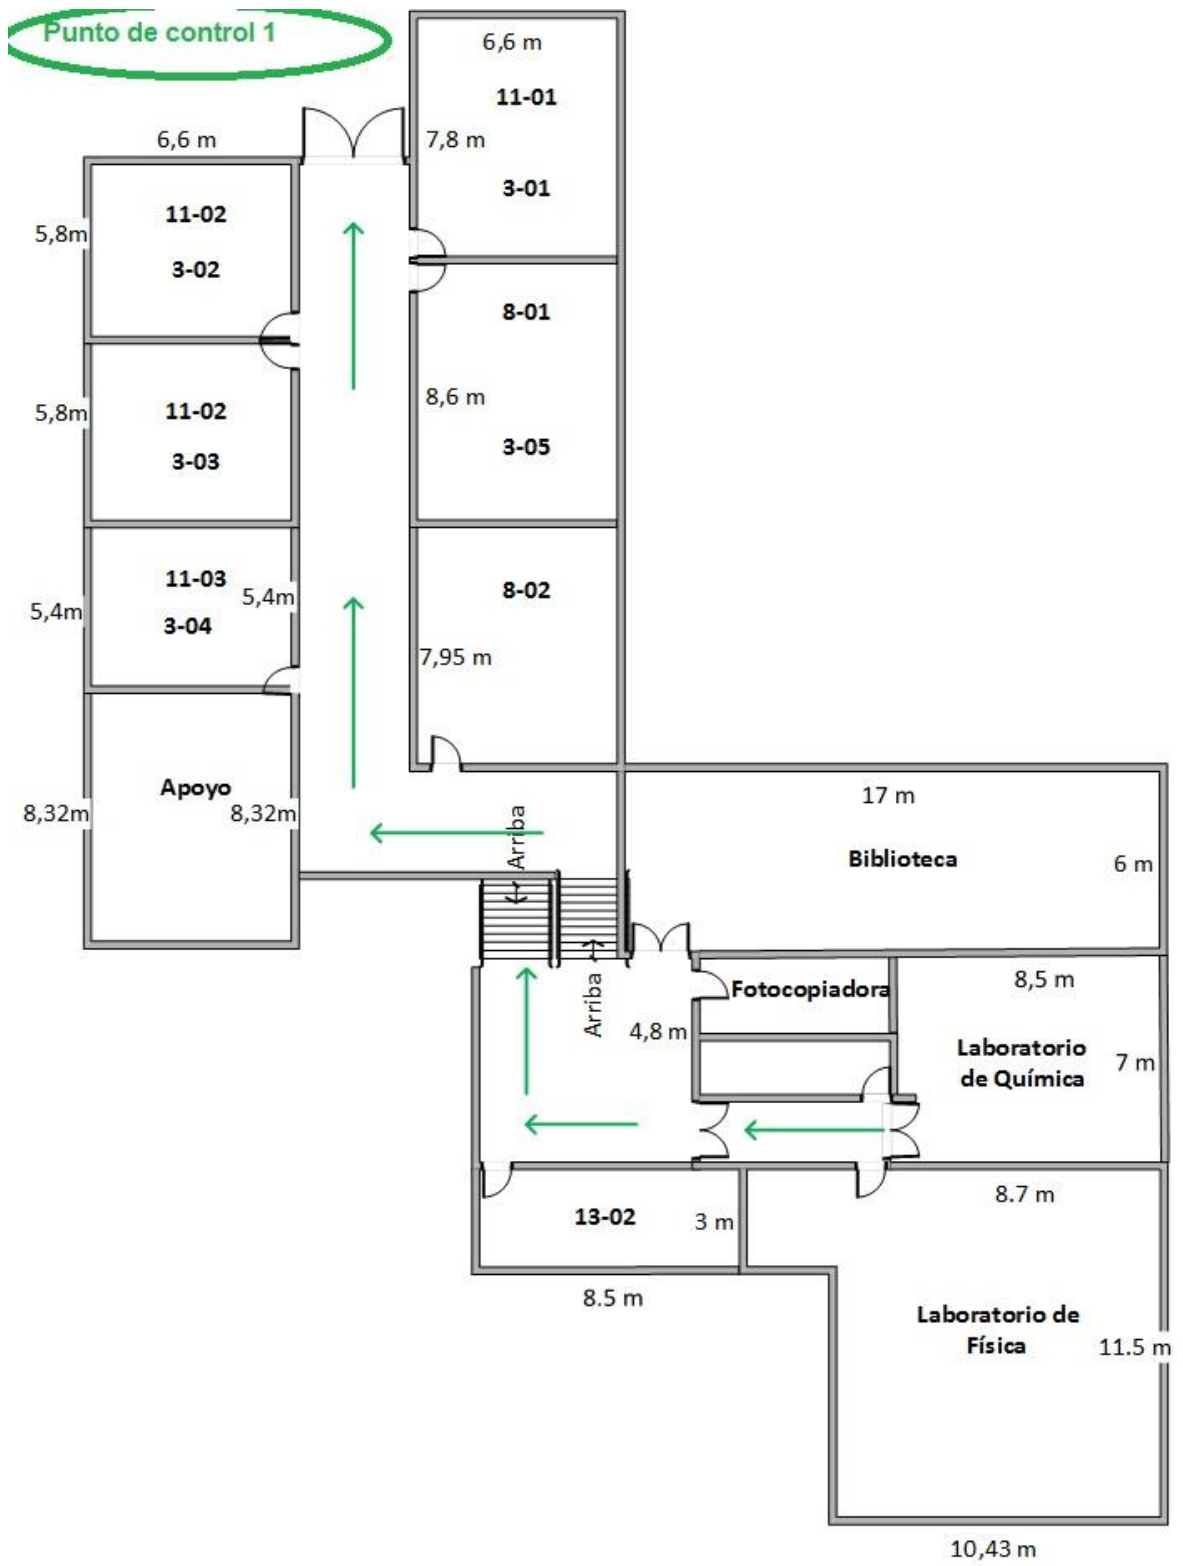 Punto de control 1
6,6 m
11-01
7,8 m
3-01
6,6 m
11-02
5,8m
3-02
8-01
5,8m
11-02
3-03
8,6 m
3-05
11-03
5,4m
5,4m
3-04
8-02
7,95 m
Apoyo
8,32m
8,32m
Arriba
17 m
Biblioteca
6 m
Arriba
Fotocopiadora
8,5 m
4,8 m
Laboratorio
de Química
7 m
13-02
3 m
8.5 m
8.7 m
Laboratorio de
Física
11.5 m
10,43 m